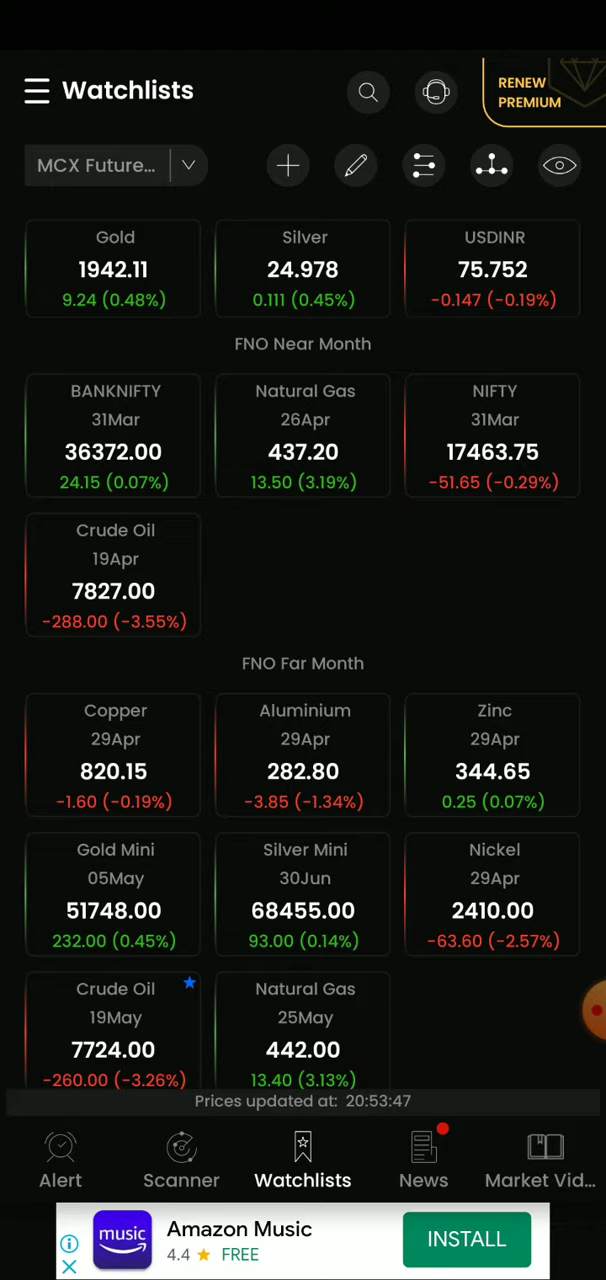 Watchlists
RENEW
PREMIUM
MCX Future...
Gold Silver USDINR
1942.11 24.978 75.752
9.24 (0.48%) 0.111 (0.45%) -0.147 (-0.19%)
FNO Near Month
BANKNIFTY Natural Gas NIFTY
31Mar 26Apr 31Mar
36372.00 437.20 17463.75
24.15 (0.07%) 13.50 (3.19%) -51.65 (-0.29%)
Crude Oil
19Apr
7827.00
-288.00 (-3.55%)
FNO Far Month
Copper Aluminium Zinc
29Apr 29Apr 29Apr
820.15 282.80 344.65
-1.60 (-0.19%) -3.85 (-1.34%) 0.25 (0.07%)
Gold Mini Silver Mini Nickel
05May 30Jun 29Apr
51748.00 68455.00 2410.00
232.00 (0.45%) 93.00 (0.14%) -63.60 (-2.57%)
Crude Oil Natural Gas
19May 25May
7724.00 442.00
-260.00 (-3.26%) 13.40 (3.13%)
Prices updated at: 20:53:47
Alert Scanner Watchlists News Market Vid...
music Amazon Music INSTALL
4.4 FREE